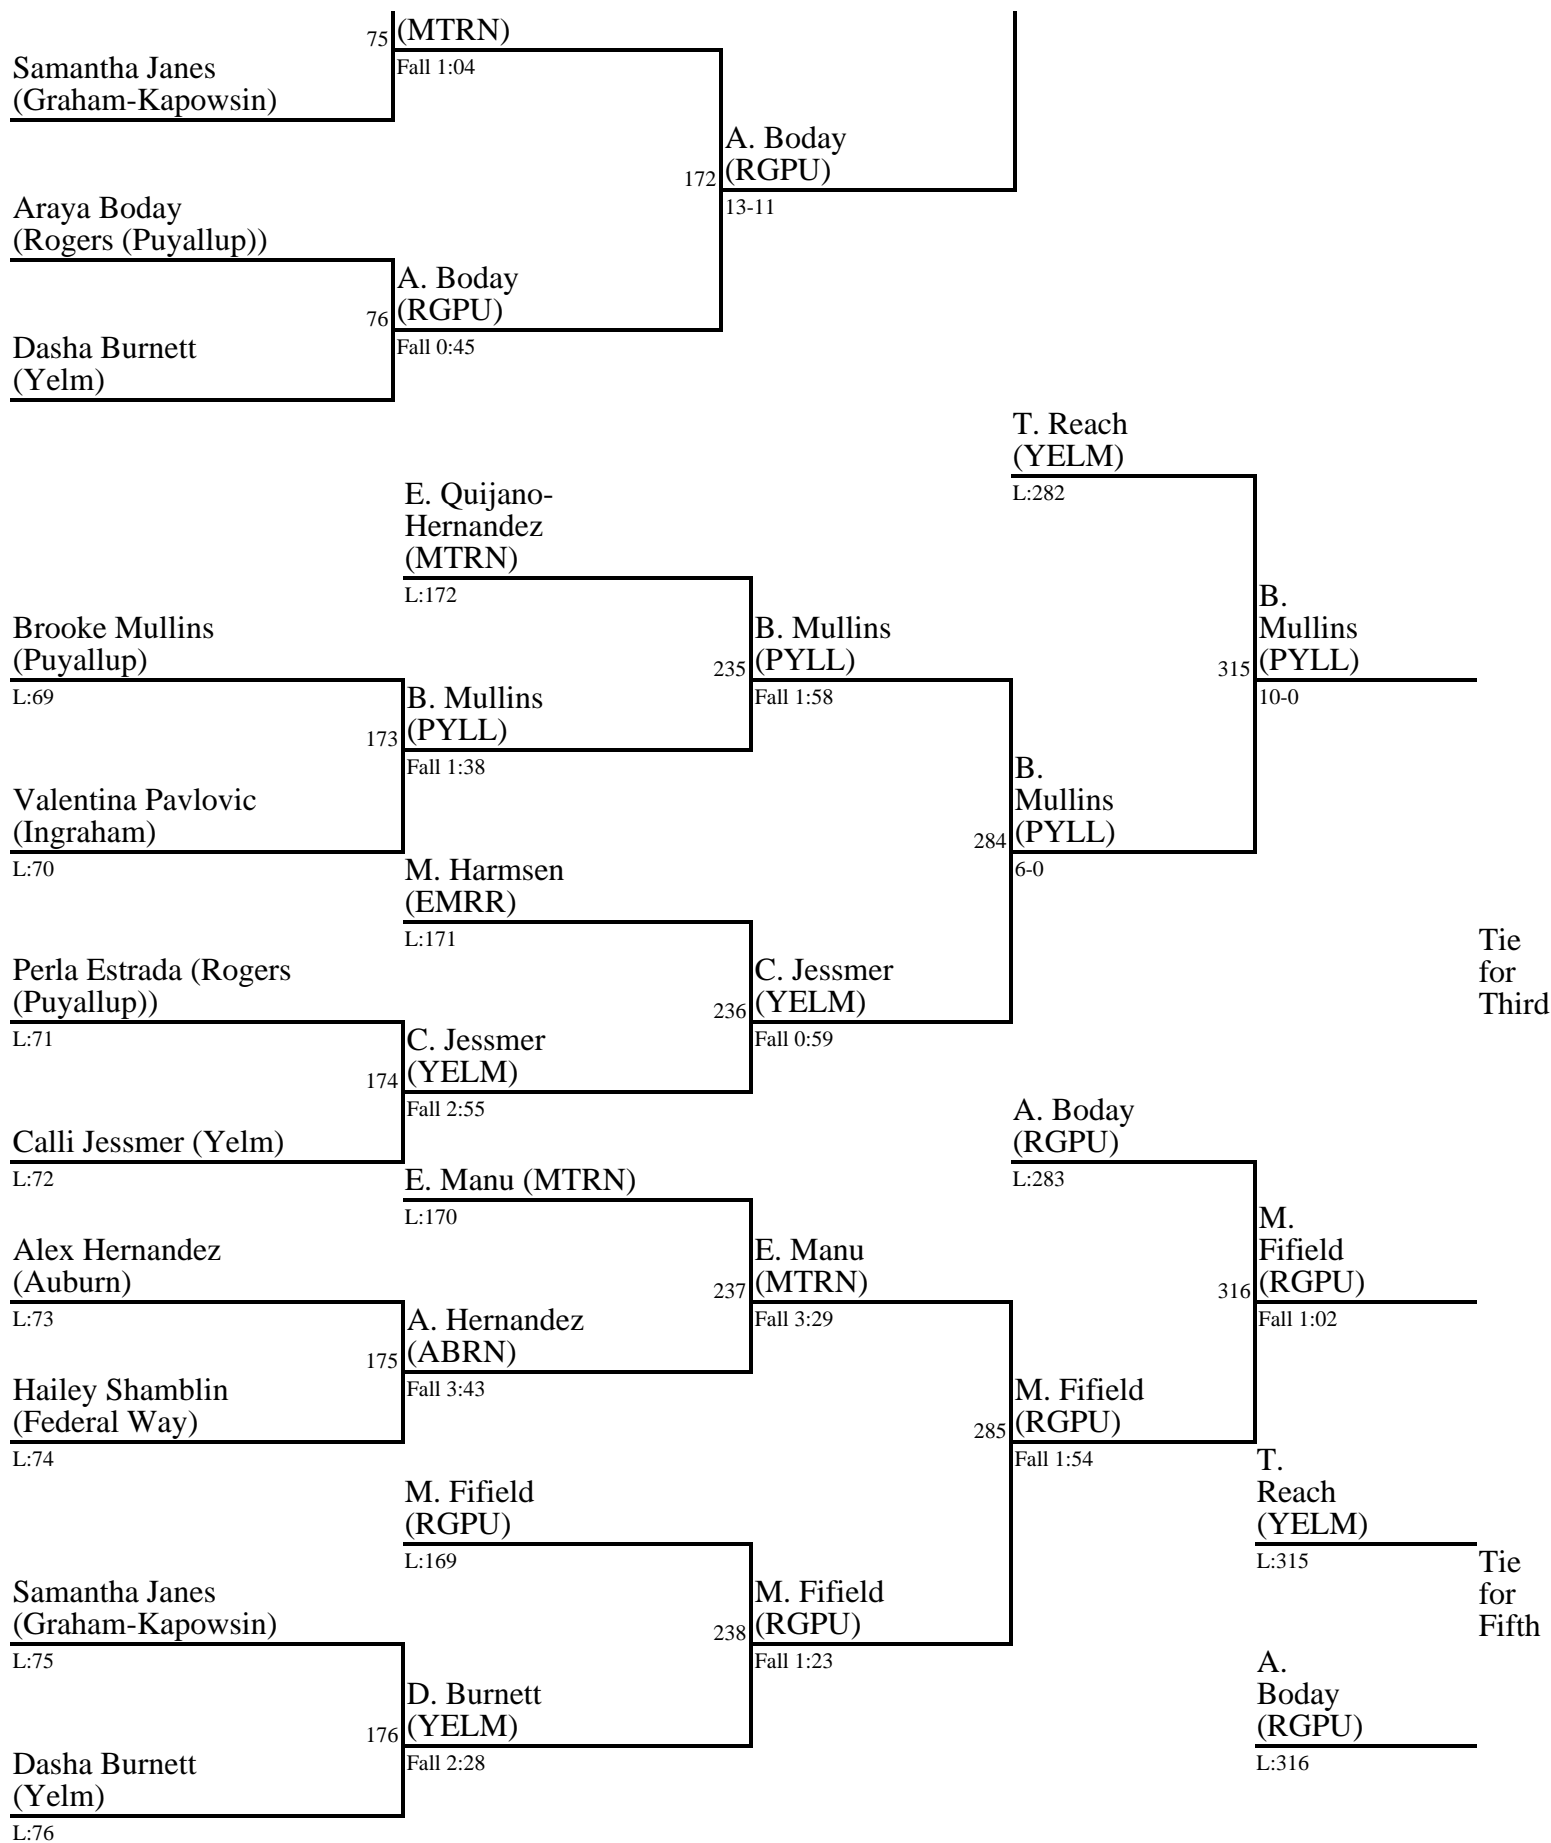 75
(MTRN)
Fall 1:04
Samantha Janes
(Graham-Kapowsin)
172
A. Boday
(RGPU)
13-11
Araya Boday
(Rogers (Puyallup))
76
A. Boday
(RGPU)
Fall 0:45
Dasha Burnett
(Yelm)
T. Reach
(YELM)
L:282
E. Quijano-
Hernandez
(MTRN)
L:172
Brooke Mullins
(Puyallup)
L:69
235
B. Mullins
(PYLL)
Fall 1:58
315
B.
Mullins
(PYLL)
10-0
173
B. Mullins
(PYLL)
Fall 1:38
Valentina Pavlovic
(Ingraham)
L:70
284
B.
Mullins
(PYLL)
6-0
M. Harmsen
(EMRR)
L:171
Tie
for
Third
Perla Estrada (Rogers
(Puyallup))
L:71
236
C. Jessmer
(YELM)
Fall 0:59
174
C. Jessmer
(YELM)
Fall 2:55
Calli Jessmer (Yelm)
L:72
A. Boday
(RGPU)
L:283
E. Manu (MTRN)
L:170
Alex Hernandez
(Auburn)
L:73
237
E. Manu
(MTRN)
Fall 3:29
316
M.
Fifield
(RGPU)
Fall 1:02
175
A. Hernandez
(ABRN)
Fall 3:43
Hailey Shamblin
(Federal Way)
L:74
285
M. Fifield
(RGPU)
Fall 1:54
M. Fifield
(RGPU)
L:169
T.
Reach
(YELM)
L:315
Tie
for
Fifth
Samantha Janes
(Graham-Kapowsin)
L:75
238
M. Fifield
(RGPU)
Fall 1:23
176
D. Burnett
(YELM)
Fall 2:28
A.
Boday
(RGPU)
L:316
Dasha Burnett
(Yelm)
L:76